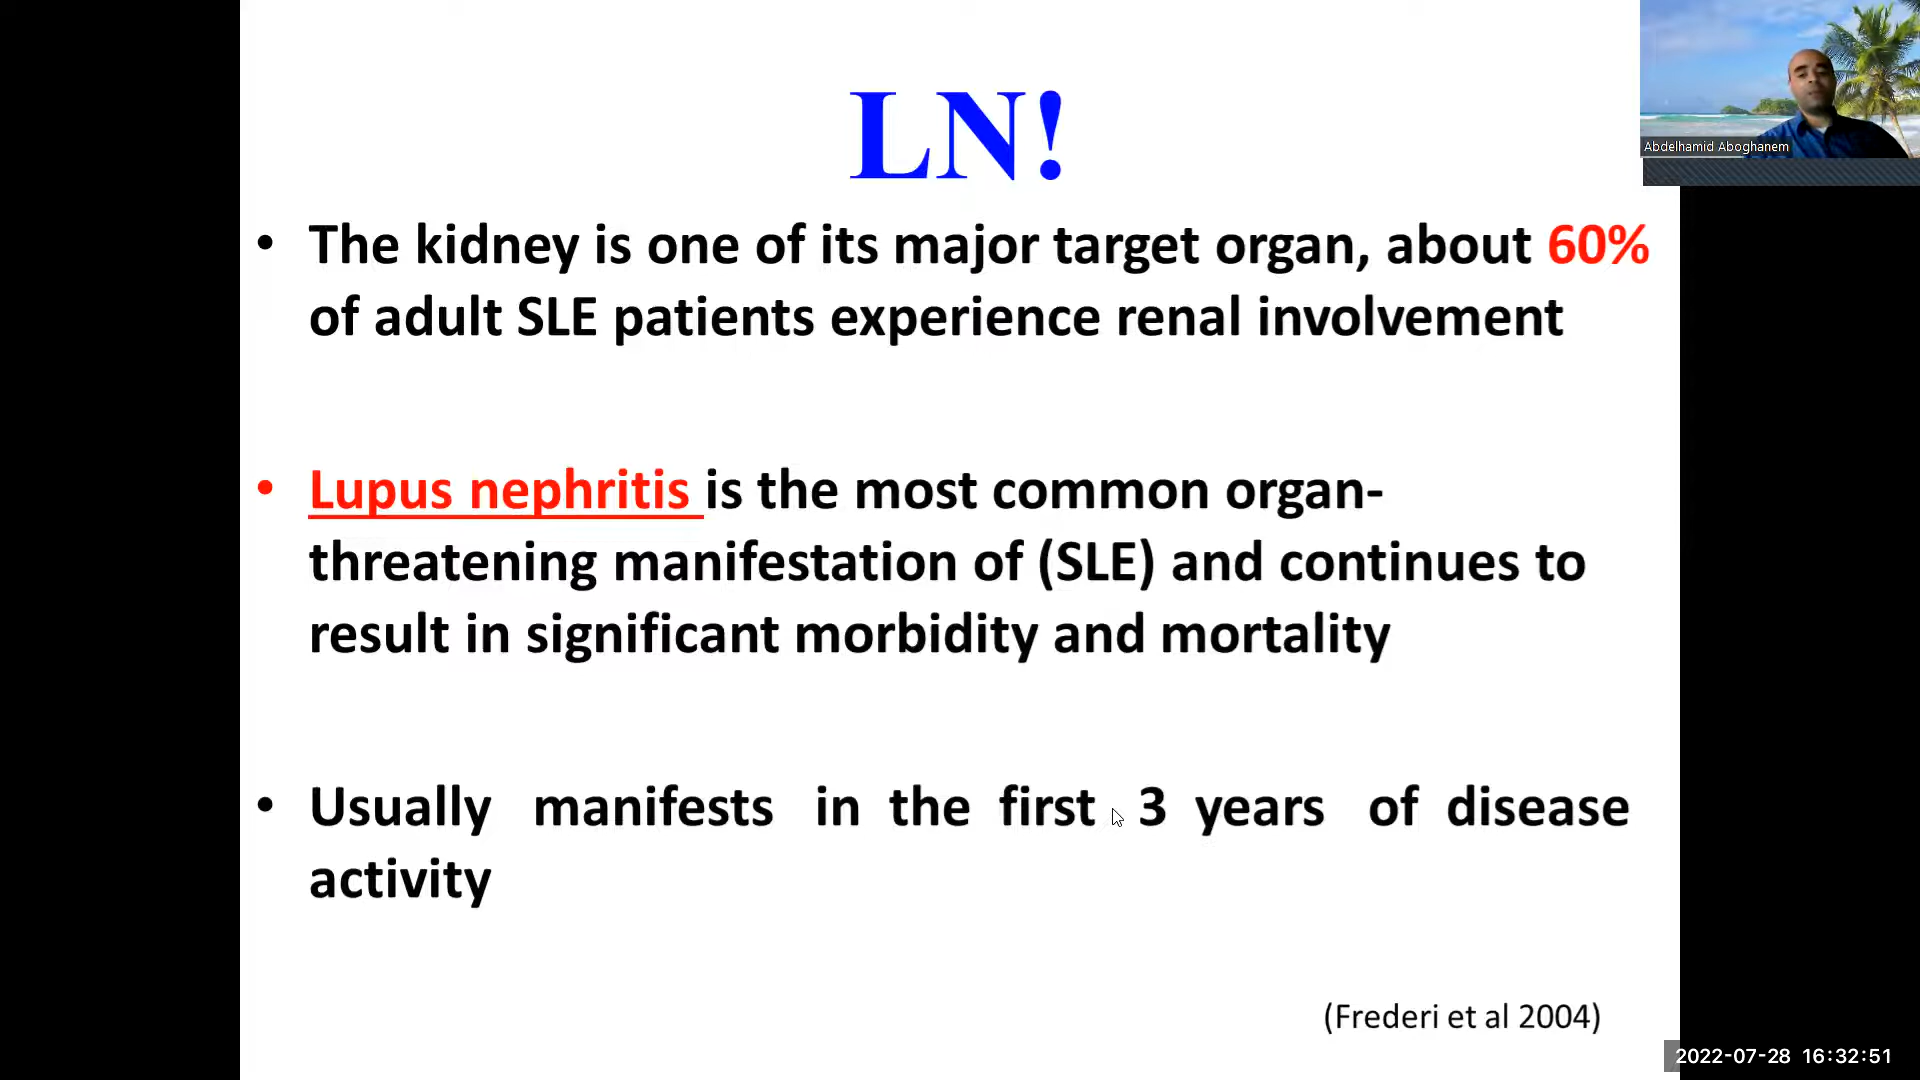 LN!
Abdelhamid Aboghanem
• The kidney is one of its major target organ, about 60%
of adult SLE patients experience renal involvement
• Lupus nephritis is the most common organ-
threatening manifestation of (SLE) and continues to
result in significant morbidity and mortality
• Usually manifests in the first 3 years of disease
activity
(Frederi et al 2004)
2022-07-28 16:32:51